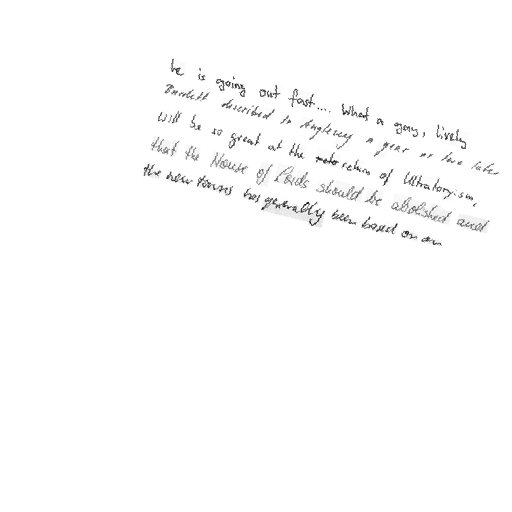 he is going out fast.... What a gay, lively
Burdett described to Anglesey a year or two later
will be so great at the return of Ultratoryism,
that the House of Lords should be abolished and
the new towns has generally been based on an